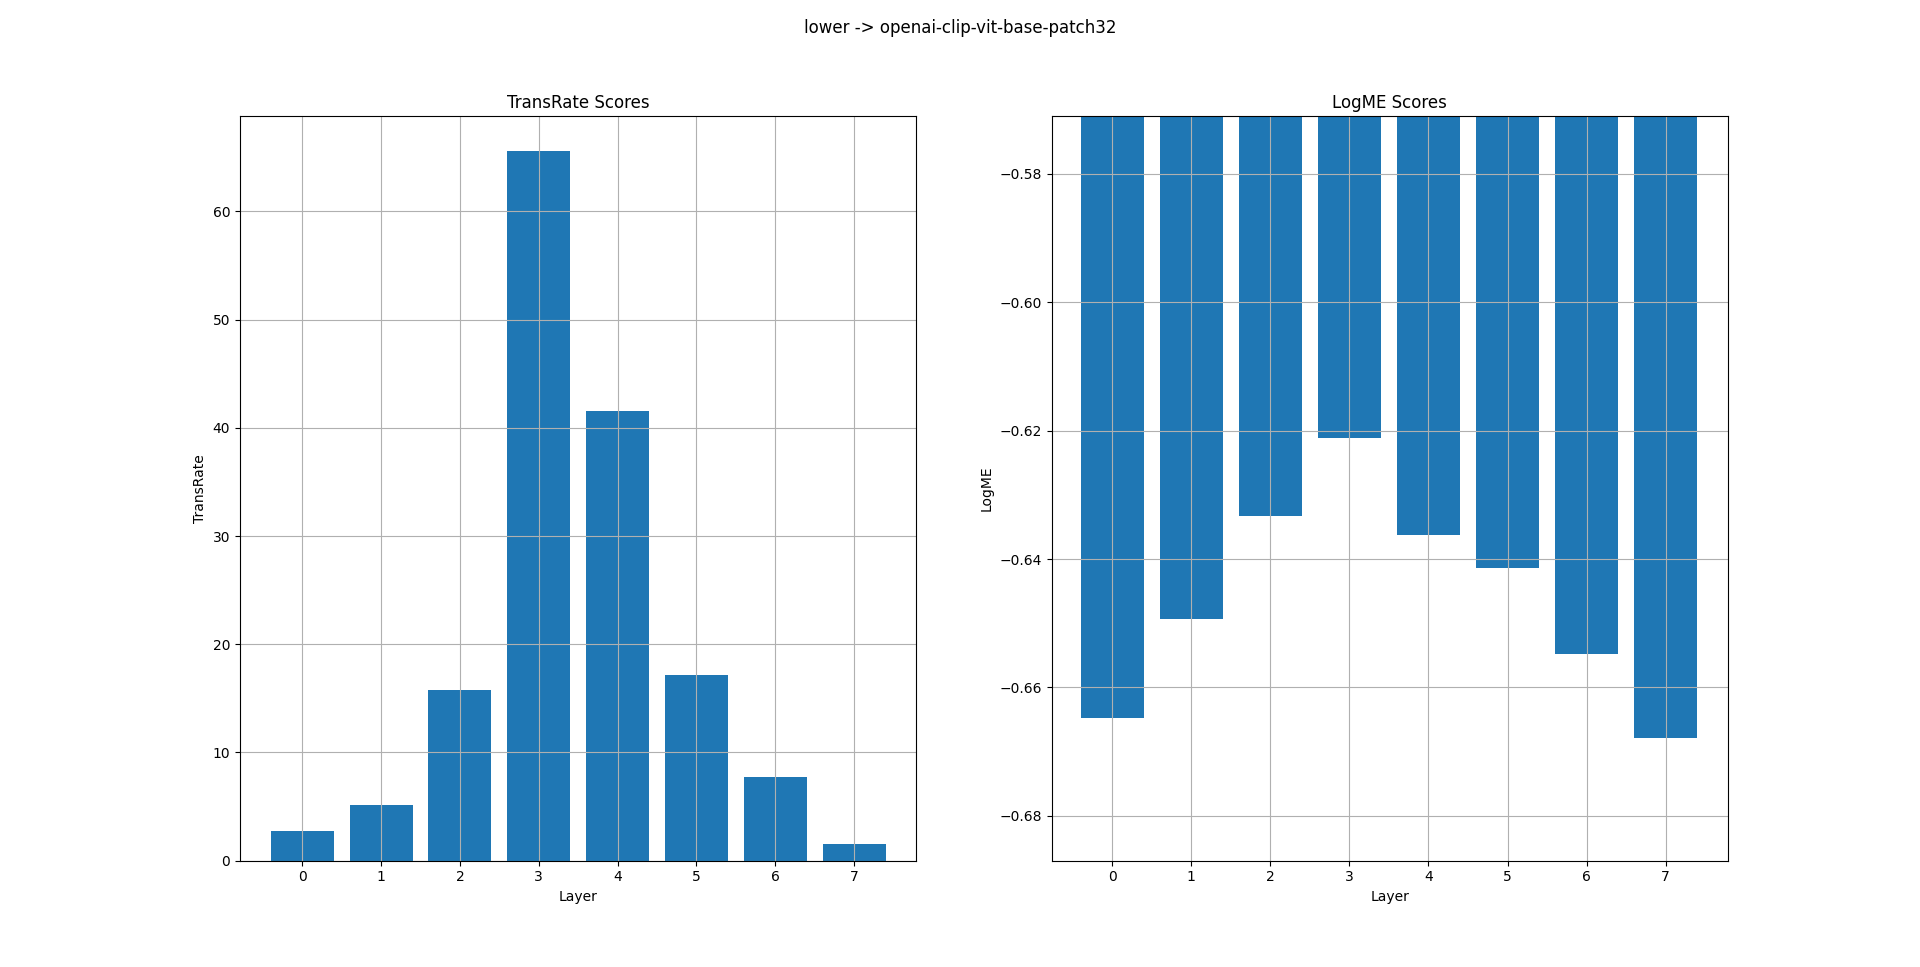 lower -> openai-clip-vit-base-patch32
TransRate Scores
60
50
40
30
20
10
0
TransRate
0 1 2 3 4 5 6 7
Layer
LogME Scores
−0.58
−0.60
−0.62
−0.64
−0.66
−0.68
LogME
0 1 2 3 4 5 6 7
Layer